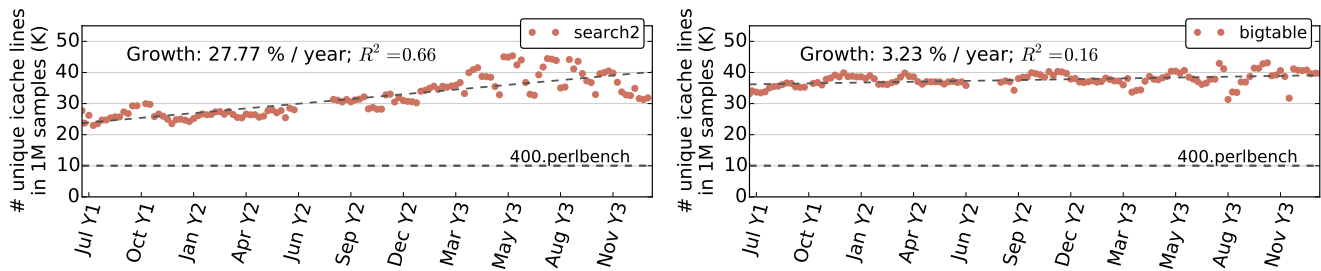 # unique icache lines
in 1M samples (K)
50
40
30
20
10
0
search2
Growth: 27.77 % / year; R² =0.66
400.perlbench
Jul Y1
Oct Y1
Jan Y2
Apr Y2
Jun Y2
Sep Y2
Dec Y2
Mar Y3
May Y3
Aug Y3
Nov Y3
# unique icache lines
in 1M samples (K)
50
40
30
20
10
0
bigtable
Growth: 3.23 % / year; R² =0.16
400.perlbench
Jul Y1
Oct Y1
Jan Y2
Apr Y2
Jun Y2
Sep Y2
Dec Y2
Mar Y3
May Y3
Aug Y3
Nov Y3